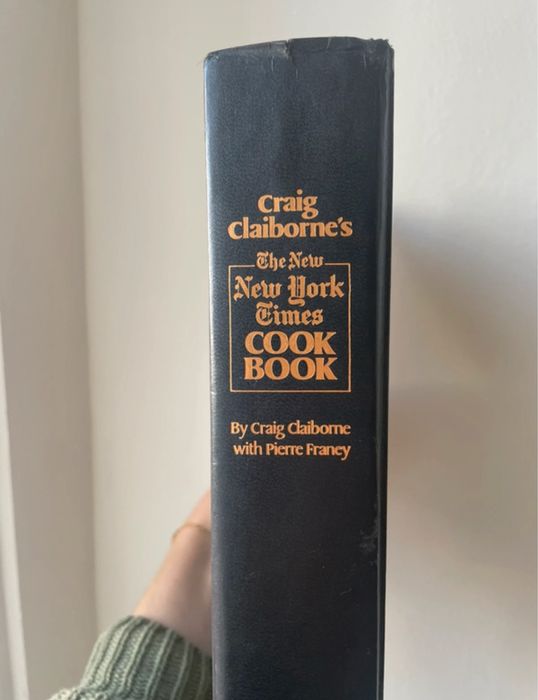 Craig
Claiborne's
The New
New York
Times
COOK
BOOK
By Craig Claiborne
with Pierre Franey